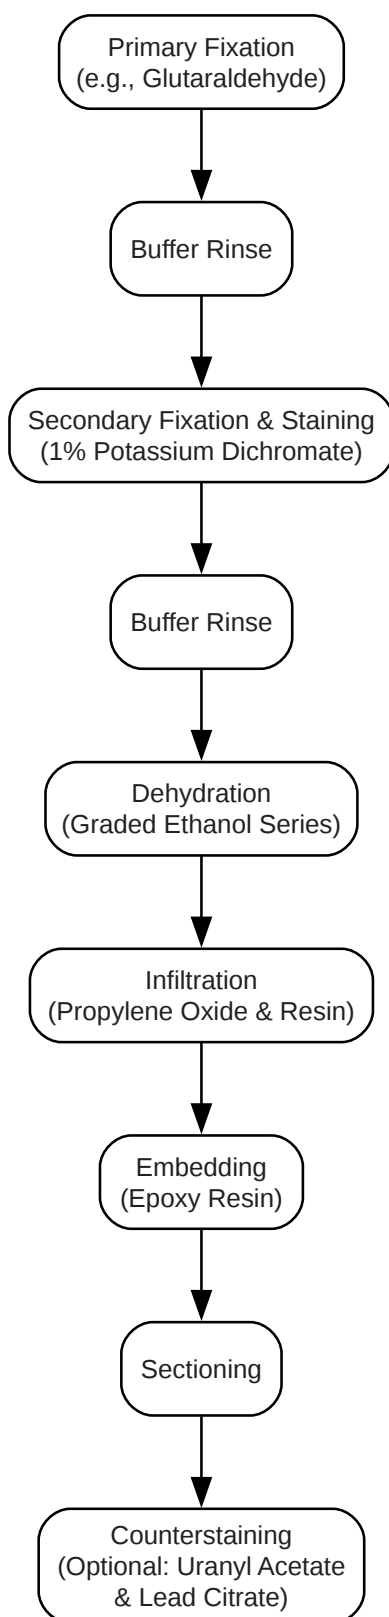 Primary Fixation
(e.g., Glutaraldehyde)
Buffer Rinse
Secondary Fixation & Staining
(1% Potassium Dichromate)
Buffer Rinse
Dehydration
(Graded Ethanol Series)
Infiltration
(Propylene Oxide & Resin)
Embedding
(Epoxy Resin)
Sectioning
Counterstaining
(Optional: Uranyl Acetate
& Lead Citrate)